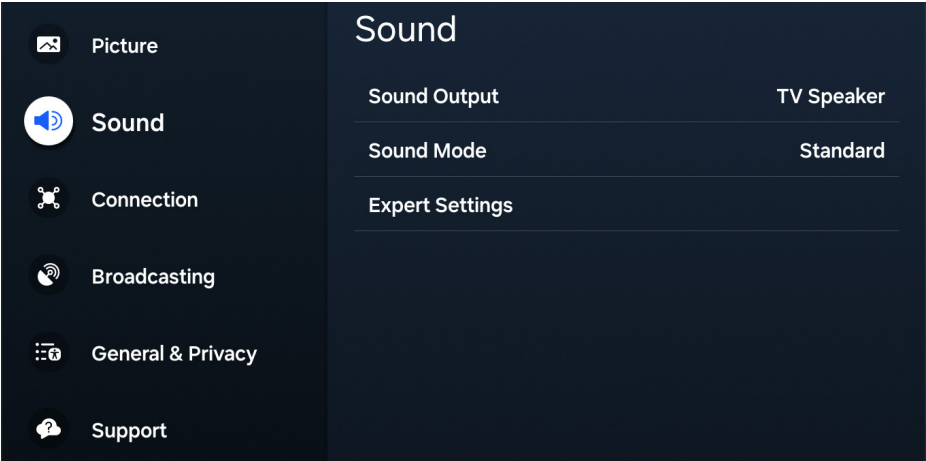 Picture
Sound
Connection
Broadcasting
General & Privacy
Support
Sound
Sound Output TV Speaker
Sound Mode Standard
Expert Settings